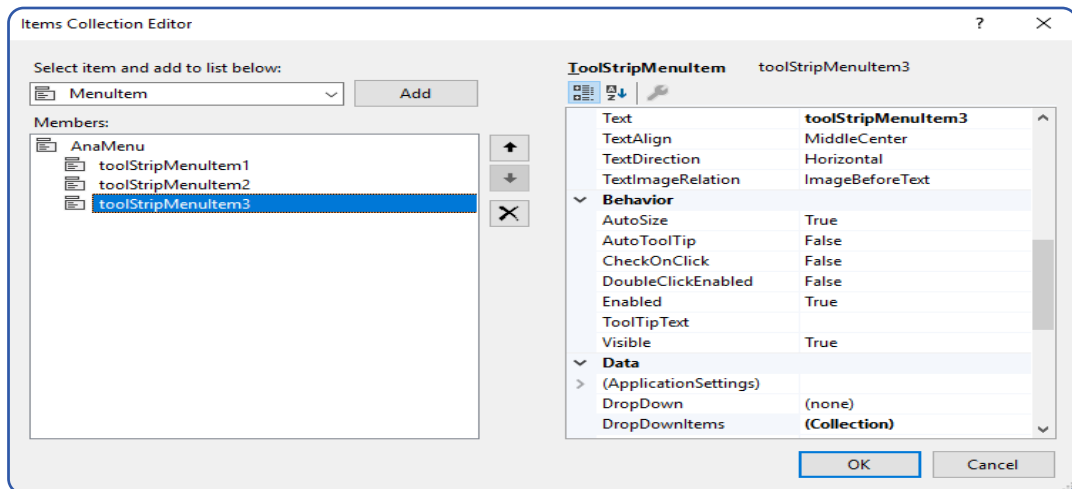 Items Collection Editor
Select item and add to list below:
MenuItem
Add
Members:
AnaMenu
toolStripMenuItem1
toolStripMenuItem2
toolStripMenuItem3
ToolStripMenuItem toolStripMenuItem3
Text toolStripMenuItem3
TextAlign MiddleCenter
TextDirection Horizontal
TextImageRelation ImageBeforeText
Behavior
AutoSize True
AutoToolTip False
CheckOnClick False
DoubleClickEnabled False
Enabled True
ToolTipText
Visible True
Data
(ApplicationSettings)
DropDown (none)
DropDownItems (Collection)
OK Cancel